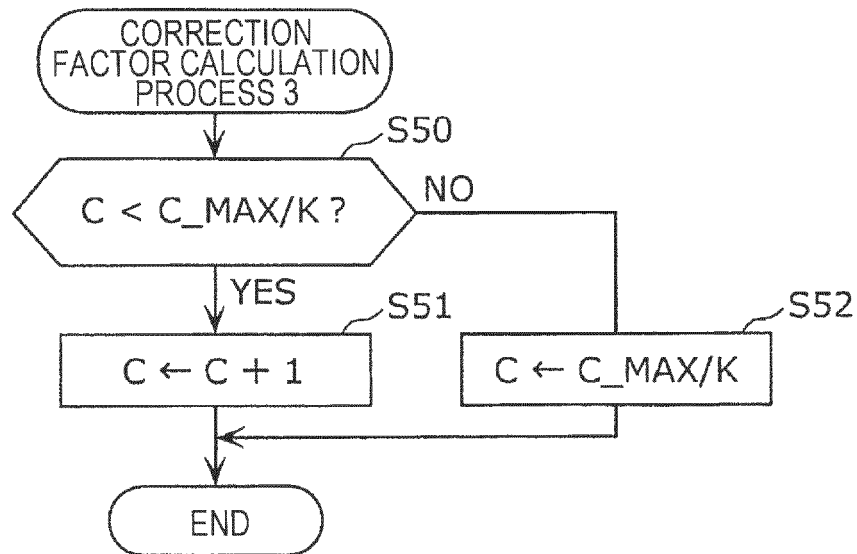 CORRECTION
FACTOR CALCULATION
PROCESS 3
S50
C < C_MAX/K ?
NO
YES
S51
C ← C + 1
S52
C ← C_MAX/K
END